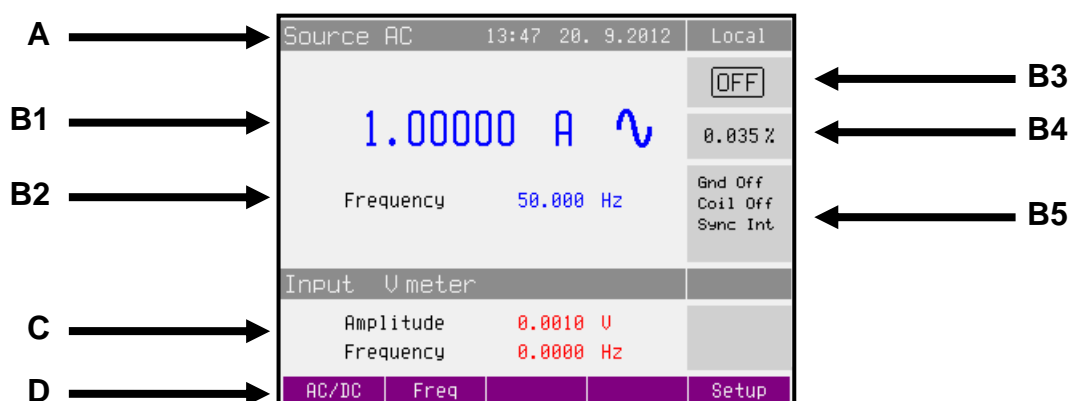 A
Source AC 13:47 20. 9.2012 Local
B3
OFF
B1
1.00000 A
0.035%
B4
B2
Frequency 50.000 Hz
Gnd Off
Coil Off
Sync Int
B5
Input V meter
C
Amplitude 0.0010 V
Frequency 0.0000 Hz
D
AC/DC Freq Setup